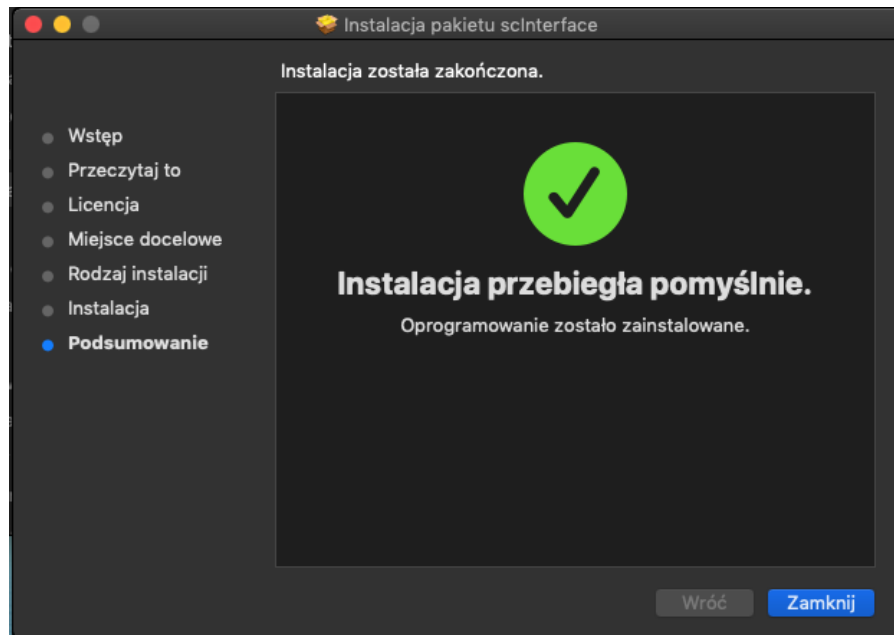 Instalacja pakietu scInterface
Instalacja została zakończona.
Wstęp
Przeczytaj to
Licencja
Miejsce docelowe
Rodzaj instalacji
Instalacja
Podsumowanie
Instalacja przebiegła pomyślnie.
Oprogramowanie zostało zainstalowane.
Wróć
Zamknij